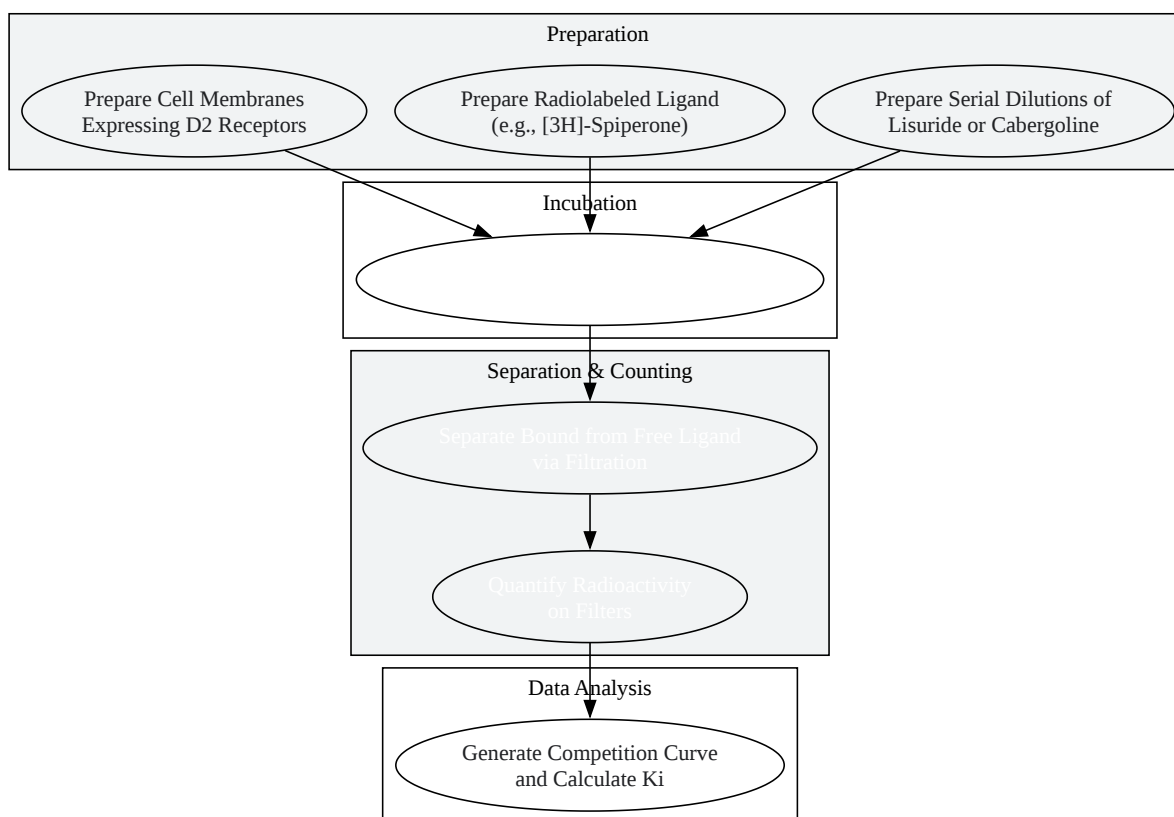 Preparation
Prepare Cell Membranes
Expressing D2 Receptors
Prepare Radiolabeled Ligand
(e.g., [3H]-Spiperone)
Prepare Serial Dilutions of
Lisuride or Cabergoline
Incubation
Separation & Counting
Separate Bound from Free Ligand
via Filtration
Quantify Radioactivity
on Filters
Data Analysis
Generate Competition Curve
and Calculate Ki